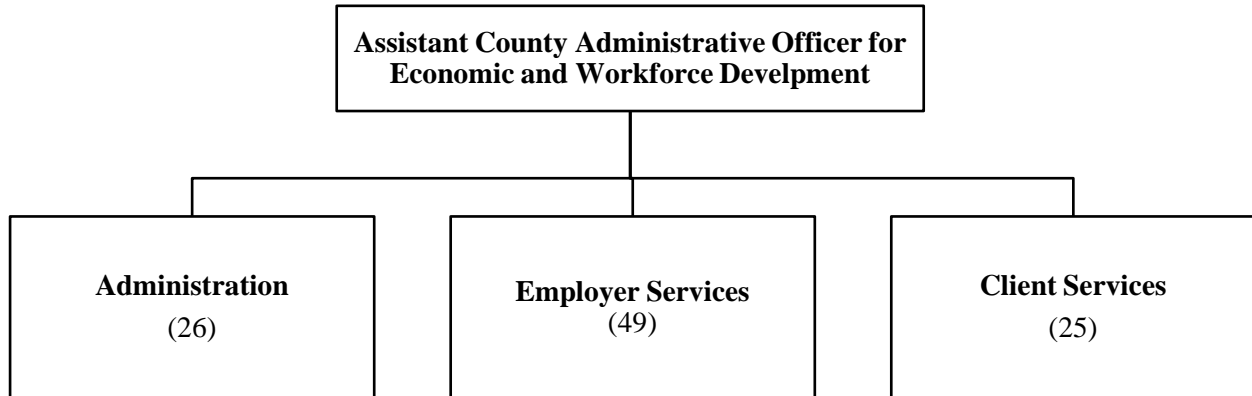 Assistant County Administrative Officer for
Economic and Workforce Develpment
Administration
(26)
Employer Services
(49)
Client Services
(25)